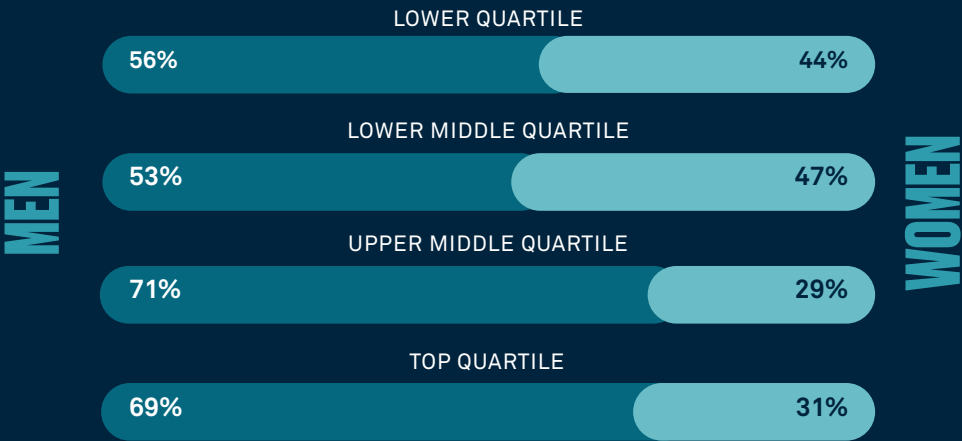 LOWER QUARTILE
56% 44%
LOWER MIDDLE QUARTILE
53% 47%
MEN
WOMEN
UPPER MIDDLE QUARTILE
71% 29%
TOP QUARTILE
69% 31%